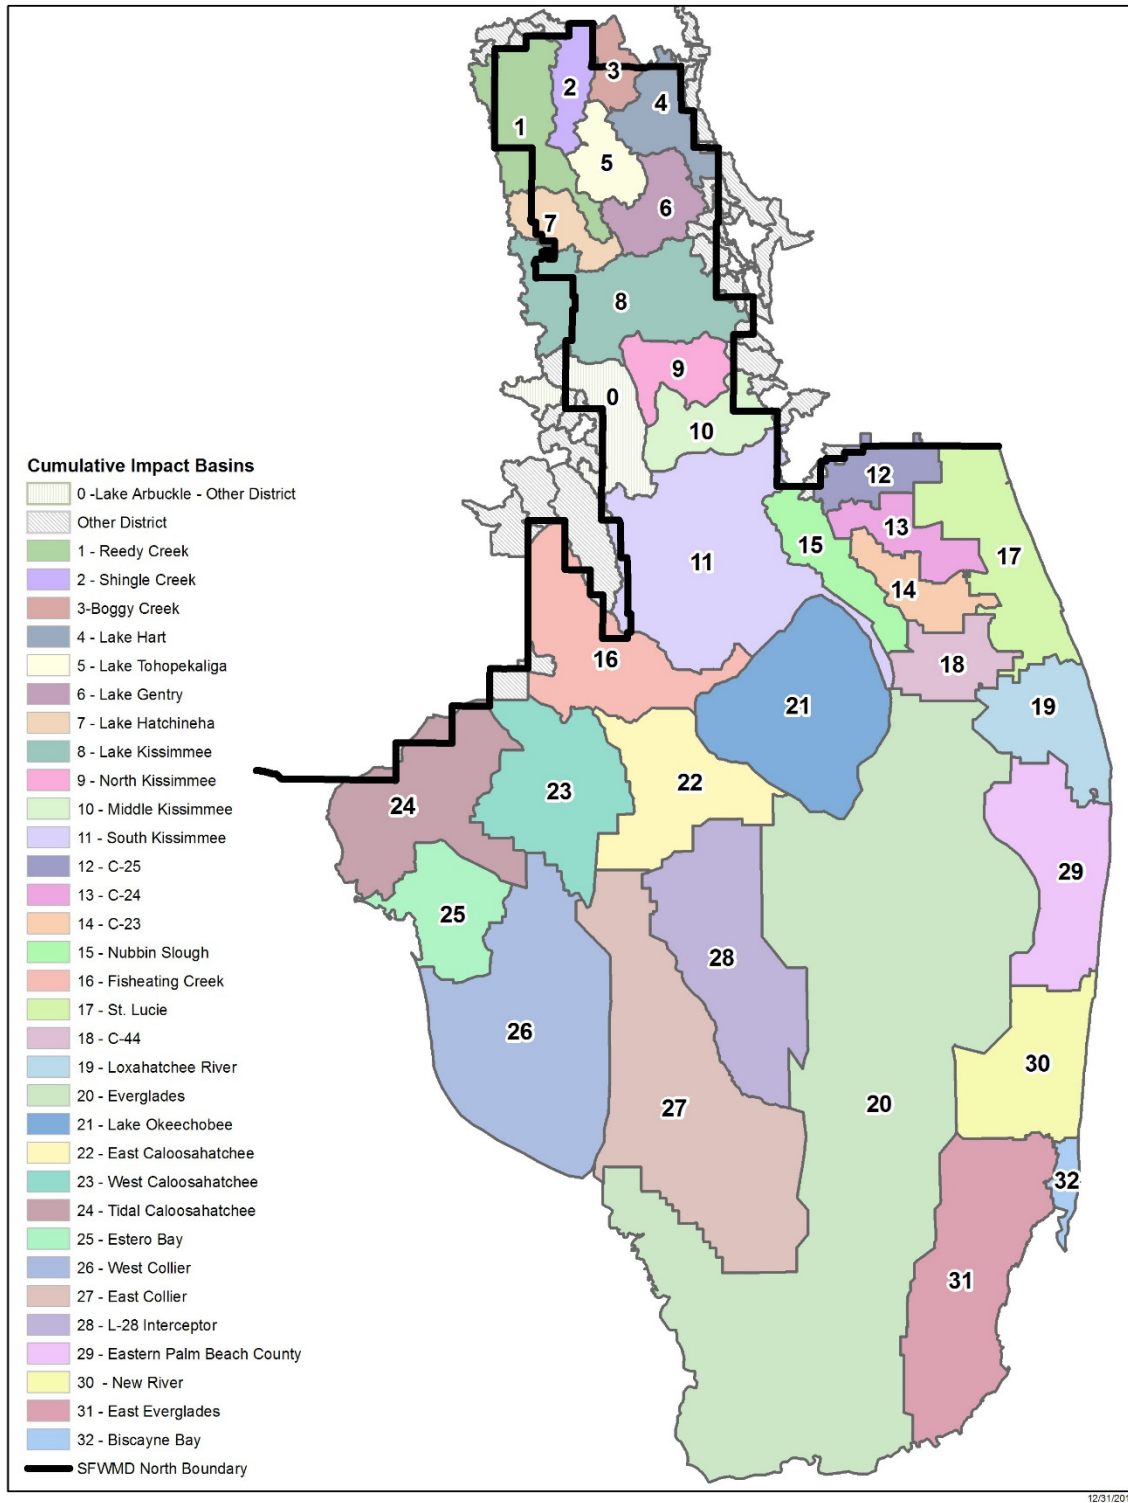 3
2
4
1
5
6
7
8
9
0
10
12
13
15
11
17
14
16
18
21
19
23
22
24
29
25
28
26
30
20
27
32
31
Cumulative Impact Basins
0 -Lake Arbuckle - Other District
Other District
1 - Reedy Creek
2 - Shingle Creek
3-Boggy Creek
4 - Lake Hart
5 - Lake Tohopekaliga
6 - Lake Gentry
7 - Lake Hatchineha
8 - Lake Kissimmee
9 - North Kissimmee
10 - Middle Kissimmee
11 - South Kissimmee
12 - C-25
13 - C-24
14 - C-23
15 - Nubbin Slough
16 - Fisheating Creek
17 - St. Lucie
18 - C-44
19 - Loxahatchee River
20 - Everglades
21 - Lake Okeechobee
22 - East Caloosahatchee
23 - West Caloosahatchee
24 - Tidal Caloosahatchee
25 - Estero Bay
26 - West Collier
27 - East Collier
28 - L-28 Interceptor
29 - Eastern Palm Beach County
30 - New River
31 - East Everglades
32 - Biscayne Bay
SFWMD North Boundary
12/31/201